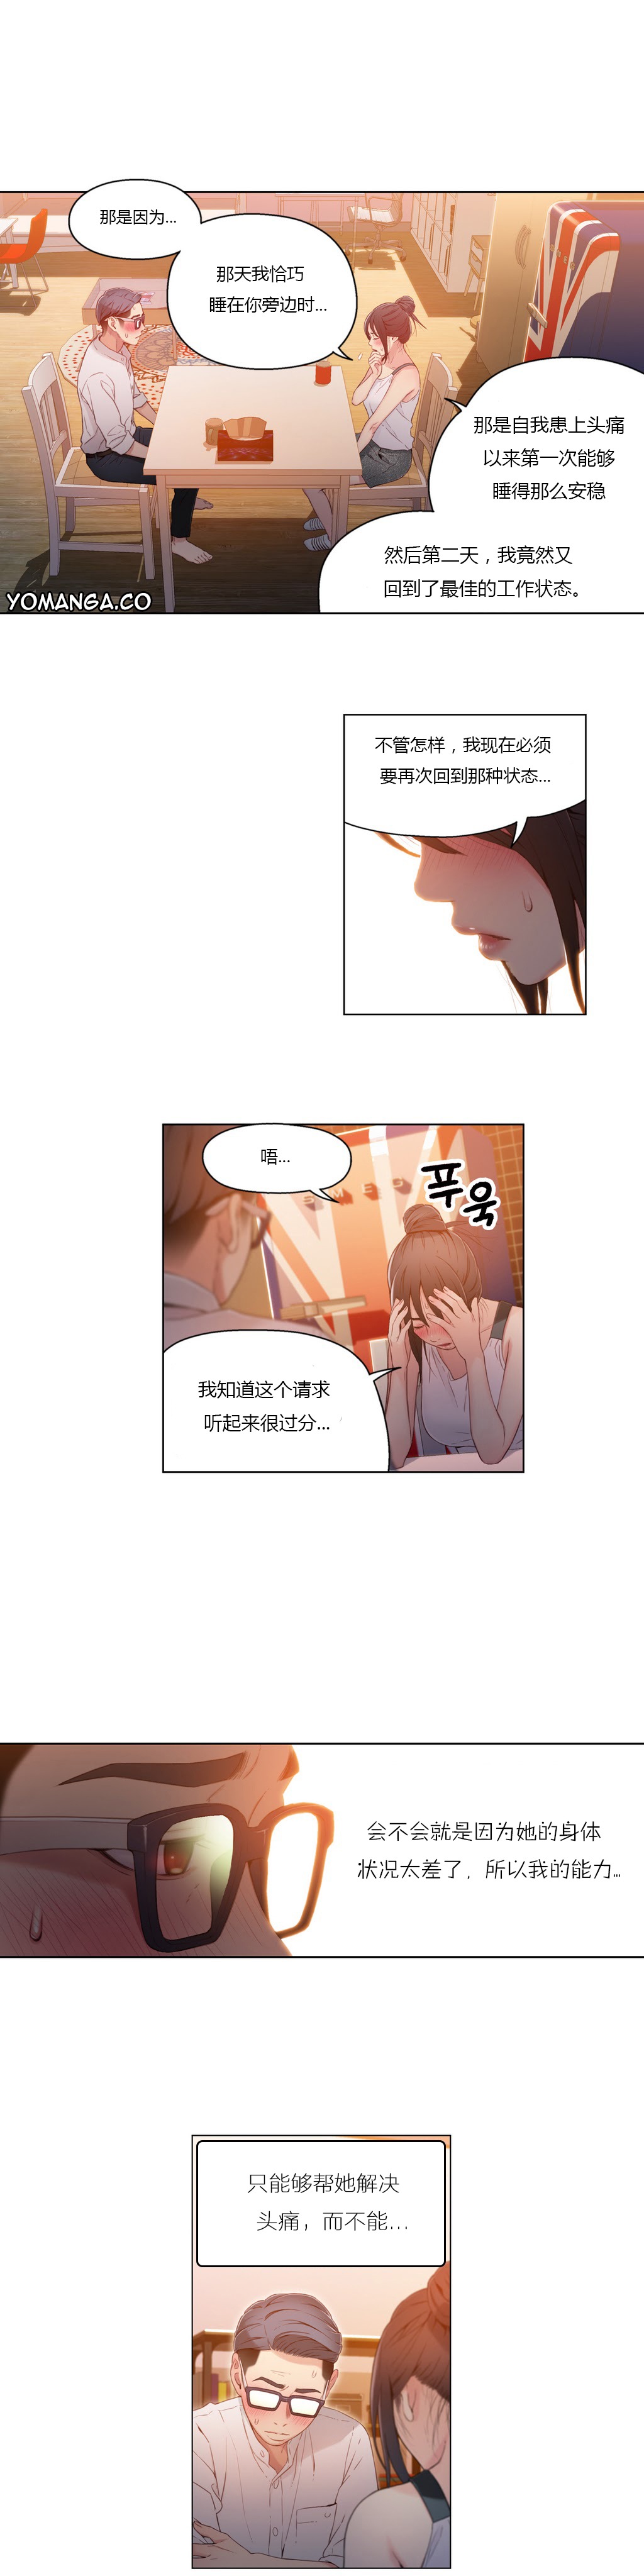 那是因为...
那天我恰巧
睡在你旁边时...
那是自我患上头痛
以来第一次能够
睡得那么安稳
然后第二天，我竟然又
回到了最佳的工作状态。
YOMANGA.CO
不管怎样，我现在必须
要再次回到那种状态...
唔...
푸욱
我知道这个请求
听起来很过分...
会不会就是因为她的身体
状况太差了，所以我的能力...
只能够帮她解决
头痛，而不能...